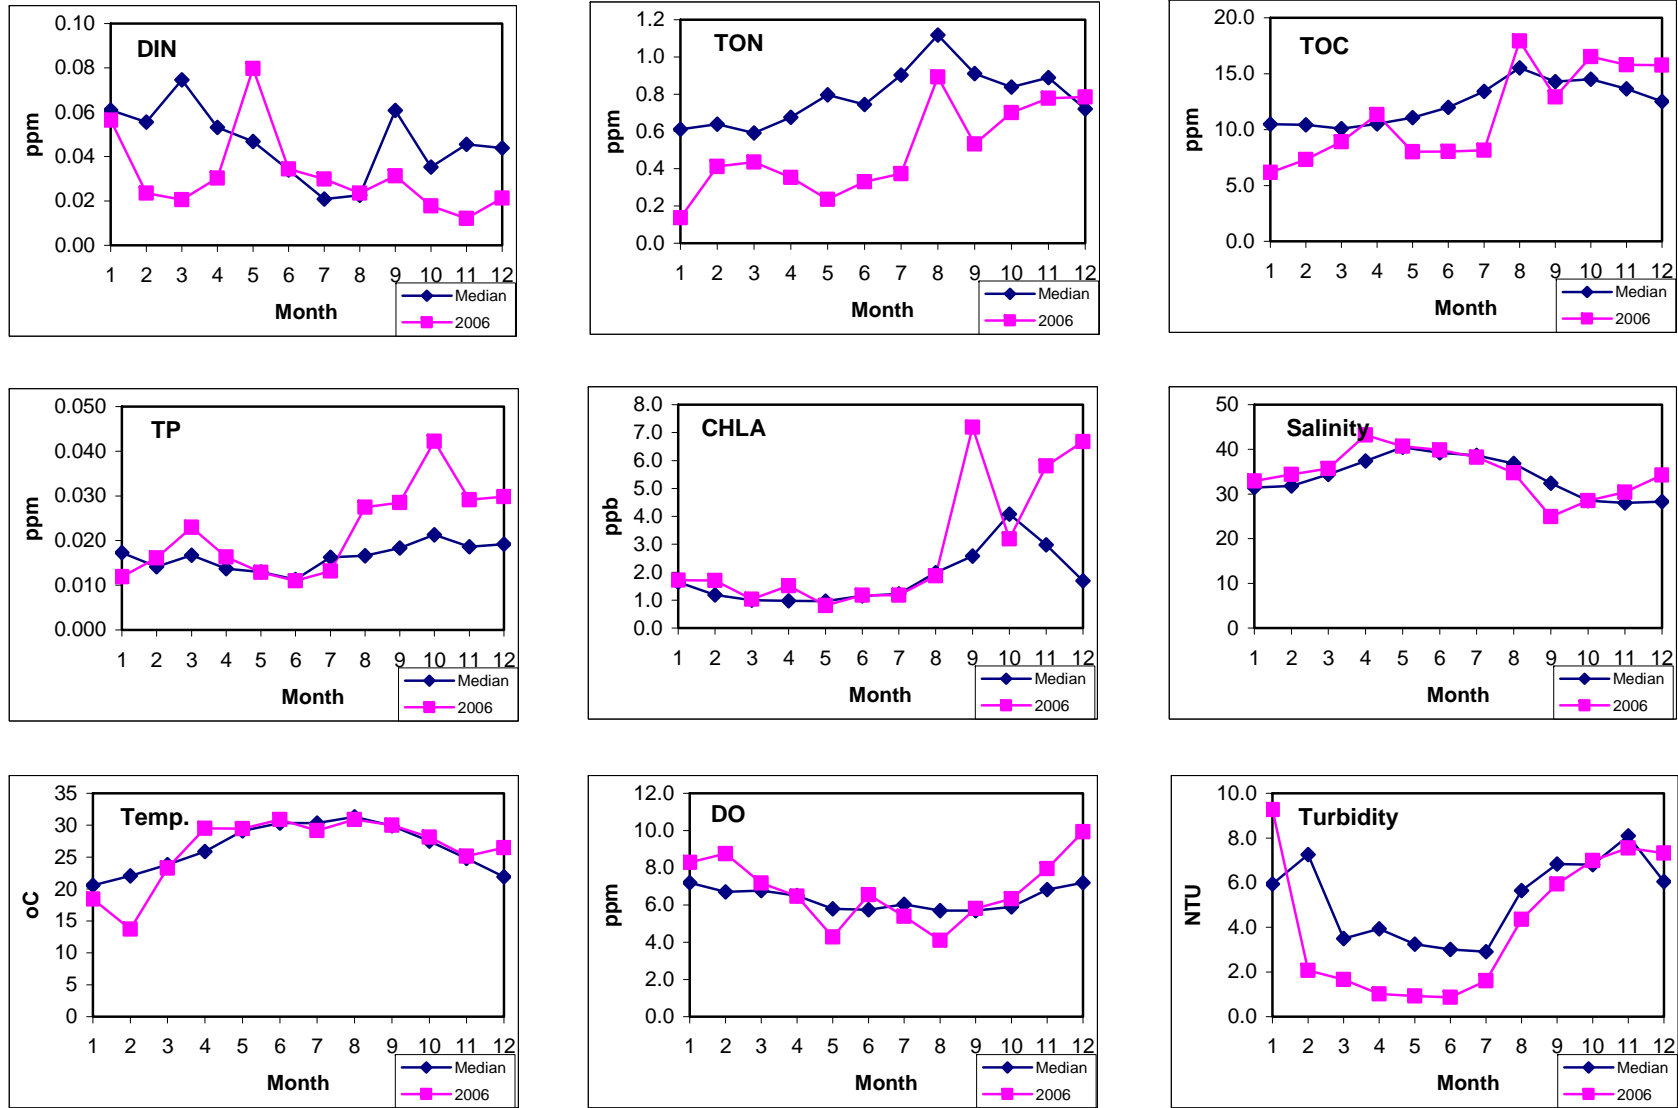 DIN
ppm
0.10
0.08
0.06
0.04
0.02
0.00
1 2 3 4 5 6 7 8 9 10 11 12
Month
Median
2006
TON
ppm
1.2
1.0
0.8
0.6
0.4
0.2
0.0
1 2 3 4 5 6 7 8 9 10 11 12
Month
Median
2006
TOC
ppm
20.0
15.0
10.0
5.0
0.0
1 2 3 4 5 6 7 8 9 10 11 12
Month
Median
2006
TP
ppm
0.050
0.040
0.030
0.020
0.010
0.000
1 2 3 4 5 6 7 8 9 10 11 12
Month
Median
2006
CHLA
ppb
8.0
7.0
6.0
5.0
4.0
3.0
2.0
1.0
0.0
1 2 3 4 5 6 7 8 9 10 11 12
Month
Median
2006
Salinity
50
40
30
20
10
0
1 2 3 4 5 6 7 8 9 10 11 12
Month
Median
2006
Temp.
oC
35
30
25
20
15
10
5
0
1 2 3 4 5 6 7 8 9 10 11 12
Month
Median
2006
DO
ppm
12.0
10.0
8.0
6.0
4.0
2.0
0.0
1 2 3 4 5 6 7 8 9 10 11 12
Month
Median
2006
Turbidity
NTU
10.0
8.0
6.0
4.0
2.0
0.0
1 2 3 4 5 6 7 8 9 10 11 12
Month
Median
2006